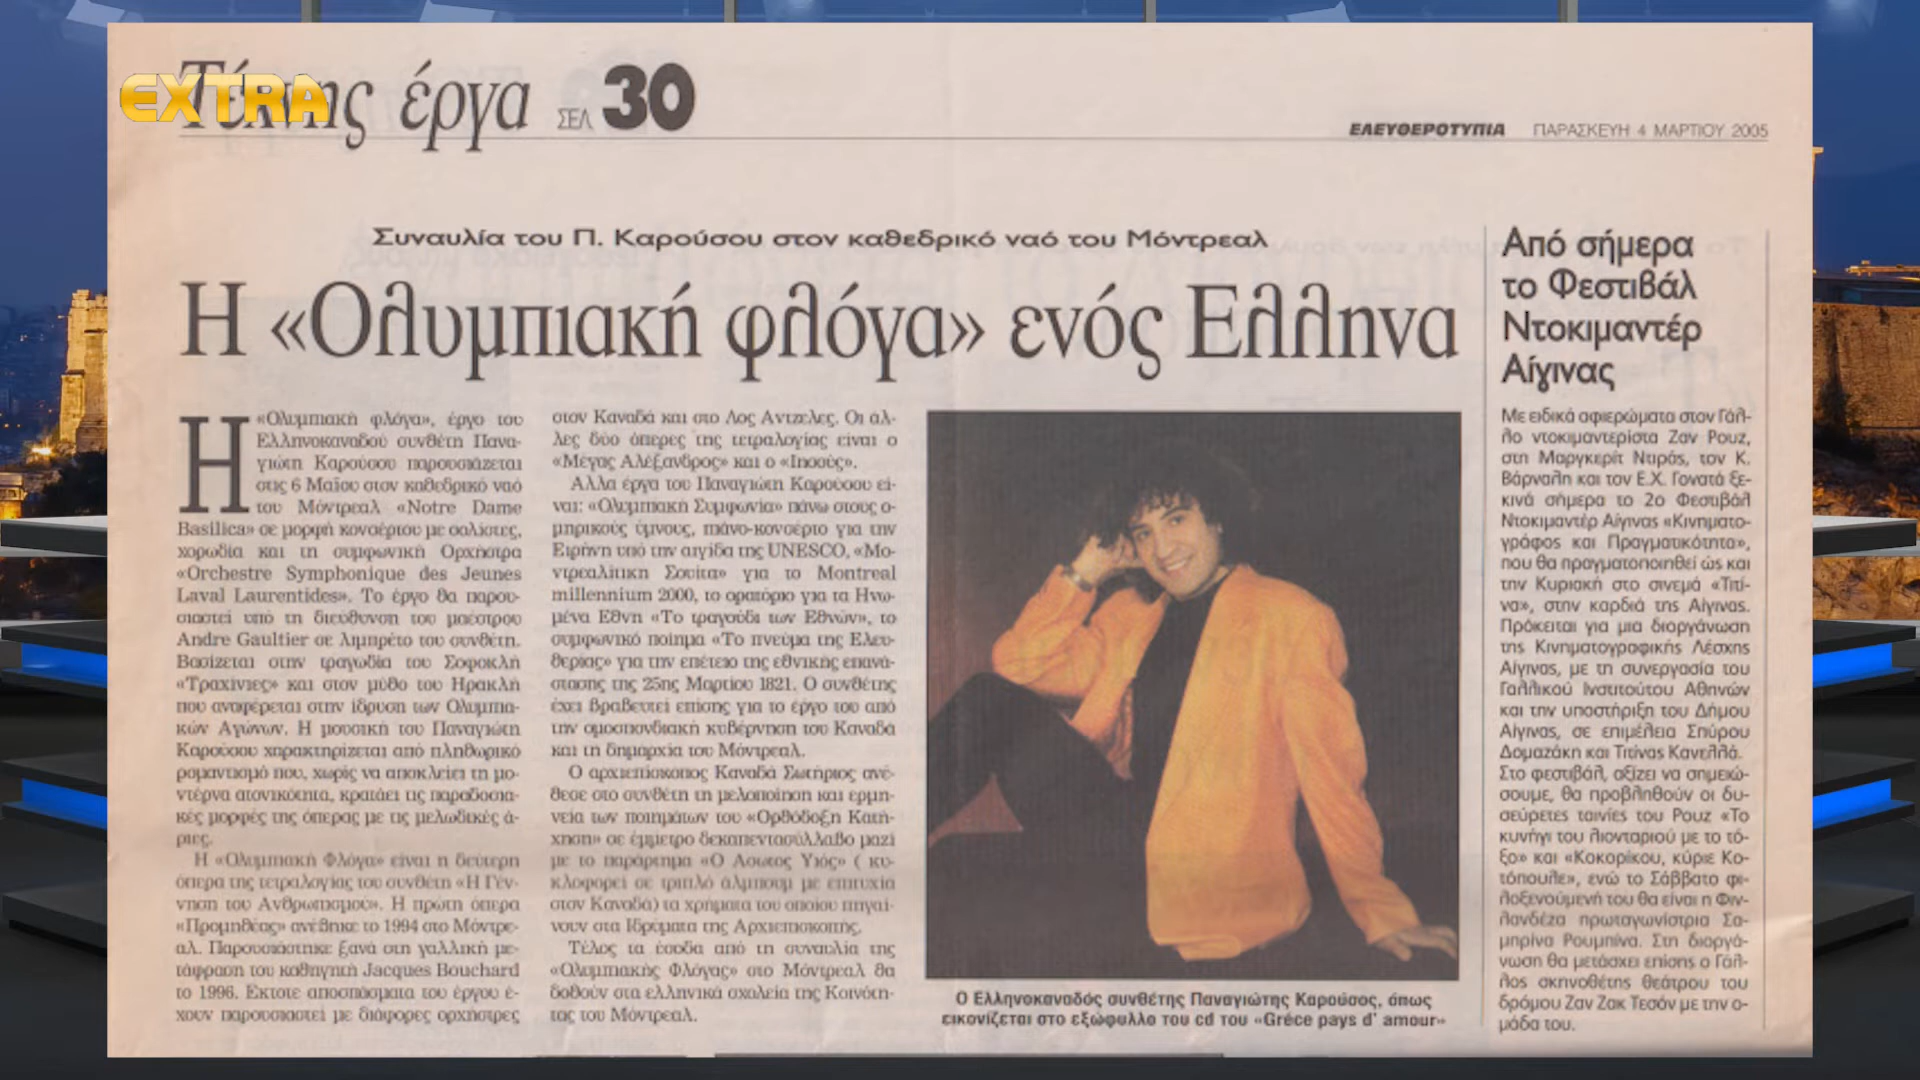 EXTRA
Τέχνης έργα ΣΕΛ 30
ΕΛΕΥΘΕΡΟΤΥΠΙΑ ΠΑΡΑΣΚΕΥΗ 4 ΜΑΡΤΙΟΥ 2005
Συναυλία του Π. Καρούσου στον καθεδρικό ναό του Μόντρεαλ
Η «Ολυμπιακή φλόγα» ενός Ελληνα
Η «Ολυμπιακή φλόγα», έργο του
Ελληνοκαναδού συνθέτη Πανα-
γιώτη Καρούσου παρουσιάζεται
στις 6 Μαΐου στον καθεδρικό ναό
του Μόντρεαλ «Notre Dame
Basilica» σε μορφή κονσέρτου με σολίστες,
χορωδία και τη συμφωνική Ορχήστρα
«Orchestre Symphonique des Jeunes
Laval Laurentides». Το έργο θα παρου-
σιαστεί υπό τη διεύθυνση του μαέστρου
Andre Gaultier σε λιμπρέτο του συνθέτη.
Βασίζεται στην τραγωδία του Σοφοκλή
«Τραχίνιες» και στον μύθο του Ηρακλή
που αναφέρεται στην ίδρυση των Ολυμπια-
κών Αγώνων. Η μουσική του Παναγιώτη
Καρούσου χαρακτηρίζεται από πληθωρικό
ρομαντισμό που, χωρίς να αποκλείει τη μο-
ντέρνα ατονικότητα, κρατάει τις παραδοσια-
κές μορφές της όπερας με τις μελωδικές ά-
ριες.
Η «Ολυμπιακή Φλόγα» είναι η δεύτερη
όπερα της τετραλογίας του συνθέτη «Η Γέν-
νηση του Ανθρωπισμού». Η πρώτη όπερα
«Προμηθέας» ανέβηκε το 1994 στο Μόντρε-
αλ. Παρουσιάστηκε ξανά στη γαλλική με-
τάφραση του καθηγητή Jacques Bouchard
το 1996. Εκτοτε αποσπάσματα του έργου έ-
χουν παρουσιαστεί με διάφορες ορχήστρες
στον Καναδά και στο Λος Αντζελες. Οι άλ-
λες δύο όπερες της τετραλογίας είναι ο
«Μέγας Αλέξανδρος» και ο «Ιησούς».
Αλλα έργα του Παναγιώτη Καρούσου εί-
ναι: «Ολυμπιακή Συμφωνία» πάνω στους ο-
μηρικούς ύμνους, πιάνο-κονσέρτο για την
Ειρήνη υπό την αιγίδα της UNESCO, «Μο-
ντρεαλίτικη Σουίτα» για το Montreal
millennium 2000, το ορατόριο για τα Ηνω-
μένα Εθνη «Το τραγούδι των Εθνών», το
συμφωνικό ποίημα «Το πνεύμα της Ελευ-
θερίας» για την επέτειο της εθνικής επανά-
στασης της 25ης Μαρτίου 1821. Ο συνθέτης
έχει βραβευτεί επίσης για το έργο του από
την ομοσπονδιακή κυβέρνηση του Καναδά
και τη δημαρχία του Μόντρεαλ.
Ο αρχιεπίσκοπος Καναδά Σωτήριος ανέ-
θεσε στο συνθέτη τη μελοποίηση και ερμη-
νεία των ποιημάτων του «Ορθόδοξη Κατή-
χηση» σε έμμετρο δεκαπεντασύλλαβο μαζί
με το παράρτημα «Ο Ασωτος Υιός» ( κυ-
κλοφορεί σε τριπλό άλμπουμ με επιτυχία
στον Καναδά) τα χρήματα του οποίου πηγαί-
νουν στα Ιδρύματα της Αρχιεπισκοπής.
Τέλος τα έσοδα από τη συναυλία της
«Ολυμπιακής Φλόγας» στο Μόντρεαλ θα
δοθούν στα ελληνικά σχολεία της Κοινότη-
τας του Μόντρεαλ.
Ο Ελληνοκαναδός συνθέτης Παναγιώτης Καρούσος, όπως
εικονίζεται στο εξώφυλλο του cd του «Gréce pays d' amour»
Από σήμερα
το Φεστιβάλ
Ντοκιμαντέρ
Αίγινας
Με ειδικά αφιερώματα στον Γάλ-
λο ντοκιμαντερίστα Ζαν Ρουζ,
στη Μαργκερίτ Ντιράς, τον Κ.
Βάρναλη και τον Ε.Χ. Γονατά ξε-
κινά σήμερα το 2ο Φεστιβάλ
Ντοκιμαντέρ Αίγινας «Κινηματο-
γράφος και Πραγματικότητα»,
που θα πραγματοποιηθεί ώς και
την Κυριακή στο σινεμά «Τιτί-
να», στην καρδιά της Αίγινας.
Πρόκειται για μια διοργάνωση
της Κινηματογραφικής Λέσχης
Αίγινας, με τη συνεργασία του
Γαλλικού Ινστιτούτου Αθηνών
και την υποστήριξη του Δήμου
Αίγινας, σε επιμέλεια Σπύρου
Δομαζάκη και Τιτίνας Κανελλά.
Στο φεστιβάλ, αξίζει να σημειώ-
σουμε, θα προβληθούν οι δυ-
σεύρετες ταινίες του Ρουζ «Το
κυνήγι του λιονταριού με το τό-
ξο» και «Κοκορίκου, κύριε Κο-
τόπουλε», ενώ το Σάββατο φι-
λοξενούμενή του θα είναι η Φιν-
λανδέζα πρωταγωνίστρια Σα-
μπρίνα Ρουμπίνα. Στη διοργά-
νωση θα μετάσχει επίσης ο Γάλ-
λος σκηνοθέτης θεάτρου του
δρόμου Ζαν Ζακ Τεσόν με την ο-
μάδα του.